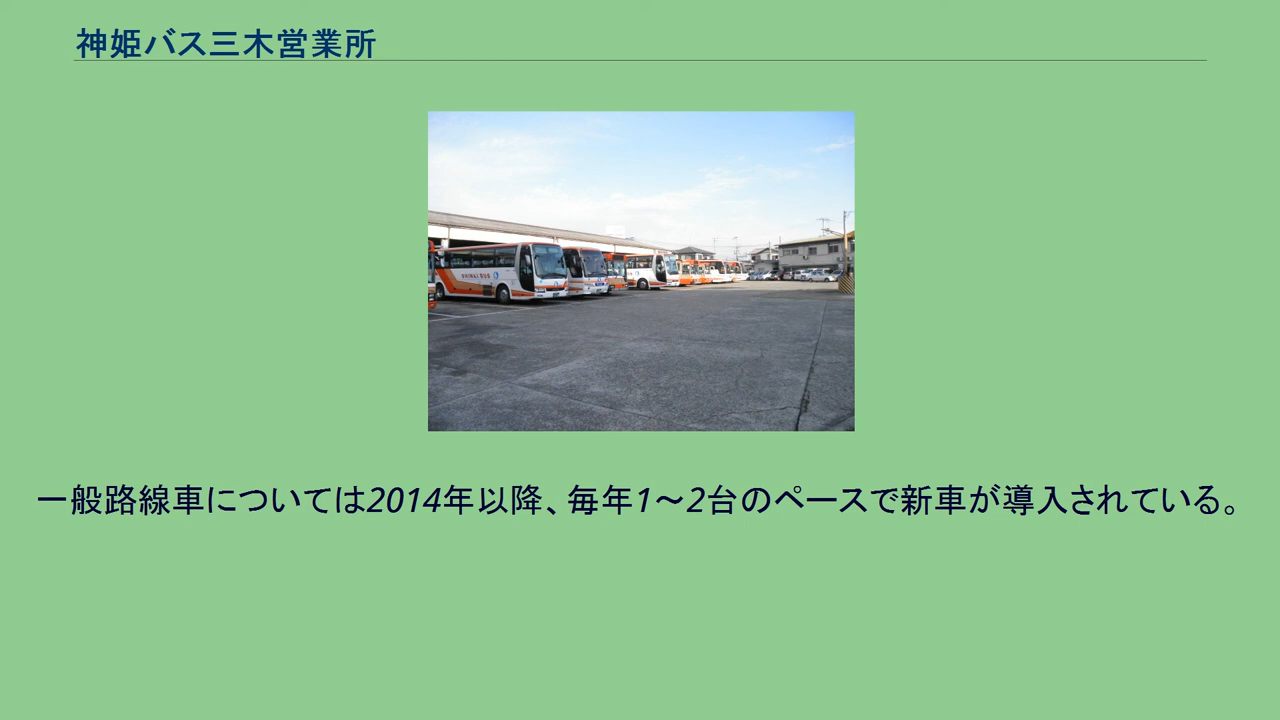 神姫バス三木営業所
SHINKI BUS
一般路線車については2014年以降、毎年1～2台のペースで新車が導入されている。